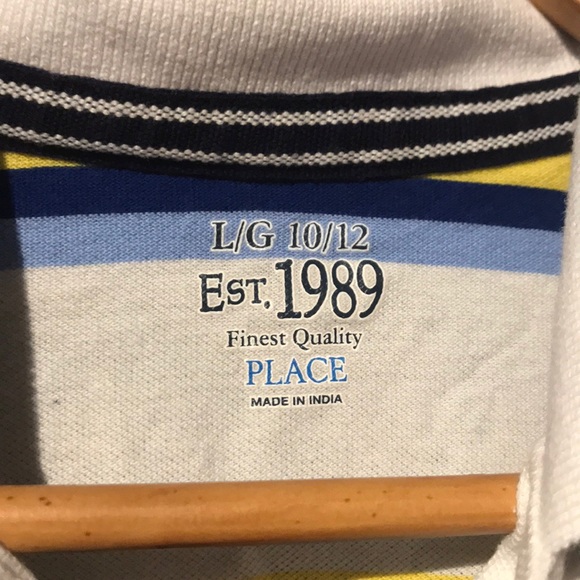 L/G 10/12
EST. 1989
Finest Quality
PLACE
MADE IN INDIA